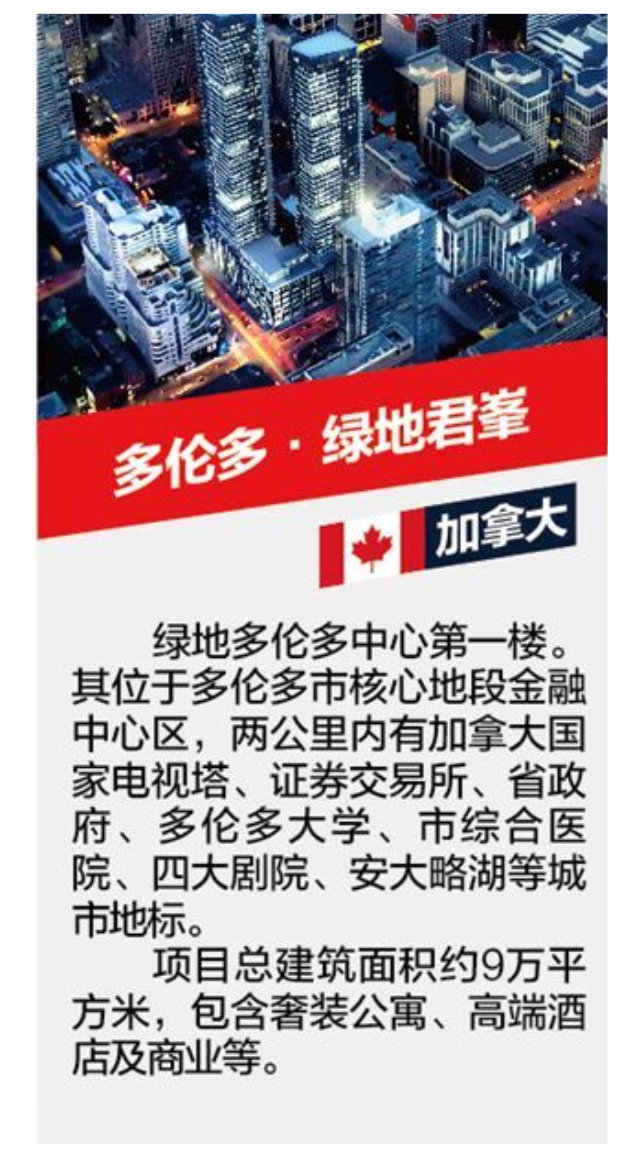 多伦多·绿地君峯
加拿大
绿地多伦多中心第一楼。
其位于多伦多市核心地段金融
中心区，两公里内有加拿大国
家电视塔、证券交易所、省政
府、多伦多大学、市综合医
院、四大剧院、安大略湖等城
市地标。
项目总建筑面积约9万平
方米，包含奢装公寓、高端酒
店及商业等。